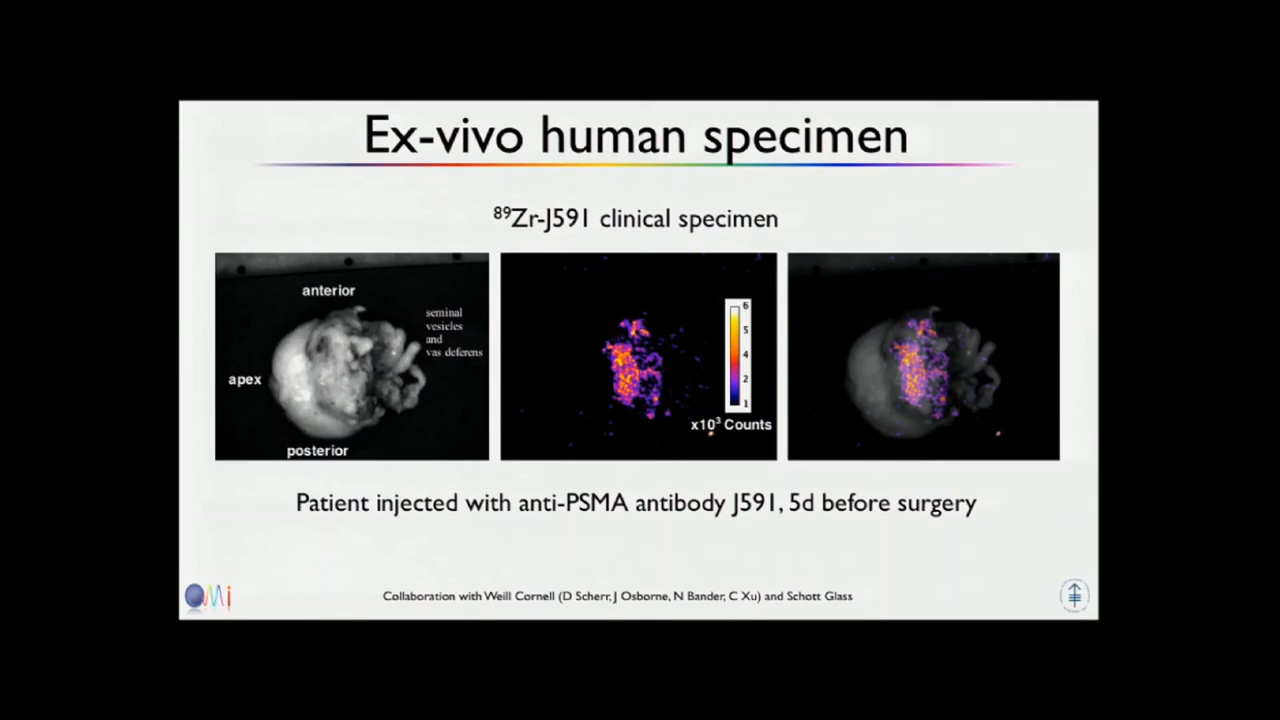 Ex-vivo human specimen
⁸⁹Zr-J591 clinical specimen
anterior
seminal
vesicles
and
vas deferens
apex
posterior
6
5
4
2
1
x10³ Counts
Patient injected with anti-PSMA antibody J591, 5d before surgery
OMi
Collaboration with Weill Cornell (D Scherr, J Osborne, N Bander, C Xu) and Schott Glass